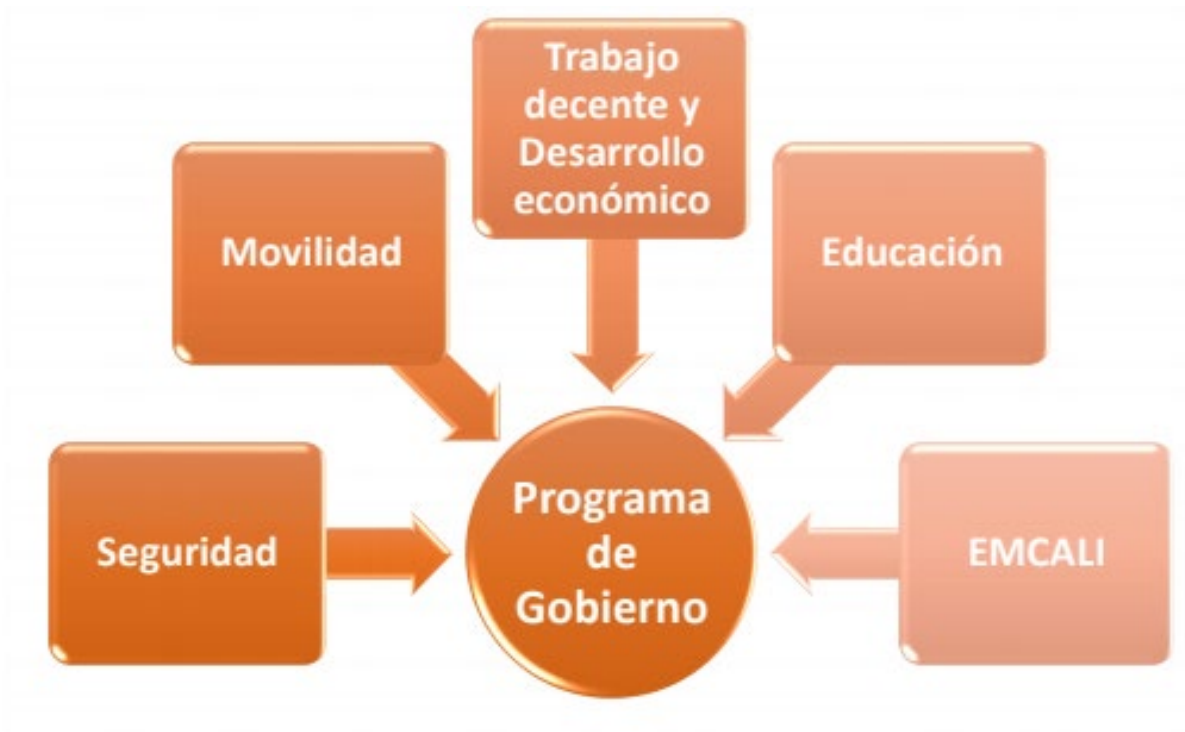 Trabajo
decente y
Desarrollo
económico
Movilidad
Educación
Seguridad
Programa
de
Gobierno
EMCALI